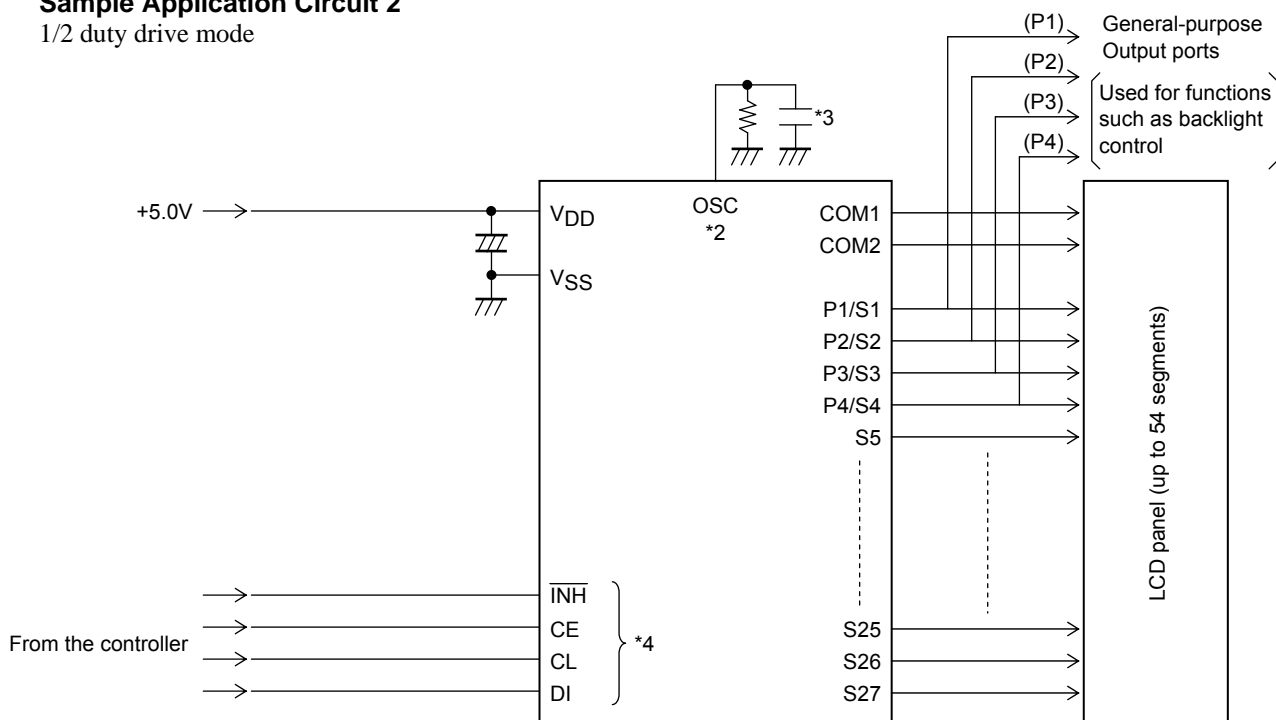 Sample Application Circuit 2
1/2 duty drive mode
(P1)
General-purpose
Output ports
(P2)
(P3)
(P4)
Used for functions
such as backlight
control
*3
+5.0V
VDD
OSC
*2
COM1
COM2
VSS
P1/S1
P2/S2
P3/S3
P4/S4
S5
LCD panel (up to 54 segments)
From the controller
INH
CE
CL
DI
*4
S25
S26
S27